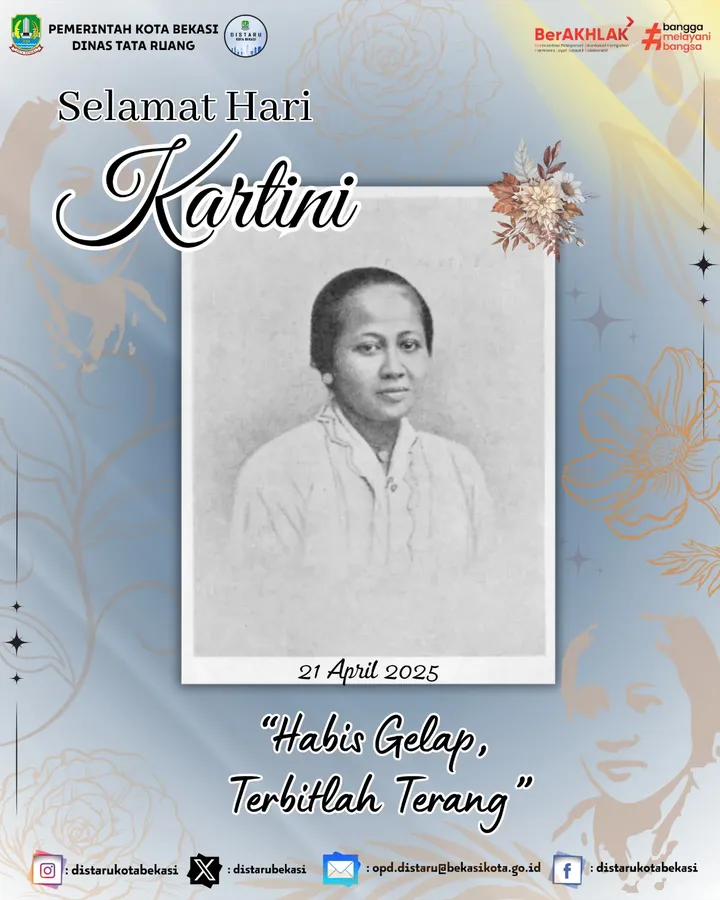 PEMERINTAH KOTA BEKASI
DINAS TATA RUANG
DISTARU
KOTA BEKASI
BerAKHLAK
#bangga
melayani
bangsa
Selamat Hari
Kartini
21 April 2025
“Habis Gelap,
Terbitlah Terang”
: distarukotabekasi
: distarubekasi
: opd.distaru@bekasikota.go.id
: distarukotabekasi